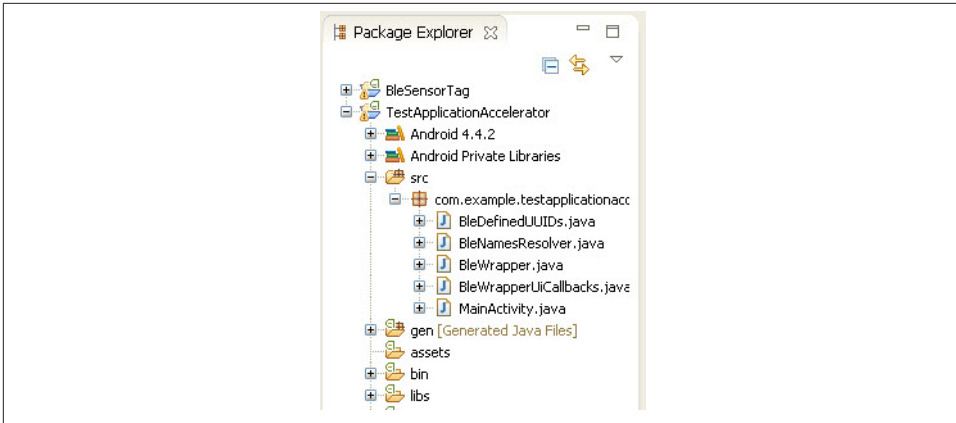 Package Explorer
BleSensorTag
TestApplicationAccelerator
Android 4.4.2
Android Private Libraries
src
com.example.testapplicationacc
BleDefinedUUIDs.java
BleNamesResolver.java
BleWrapper.java
BleWrapperUiCallbacks.java
MainActivity.java
gen [Generated Java Files]
assets
bin
libs